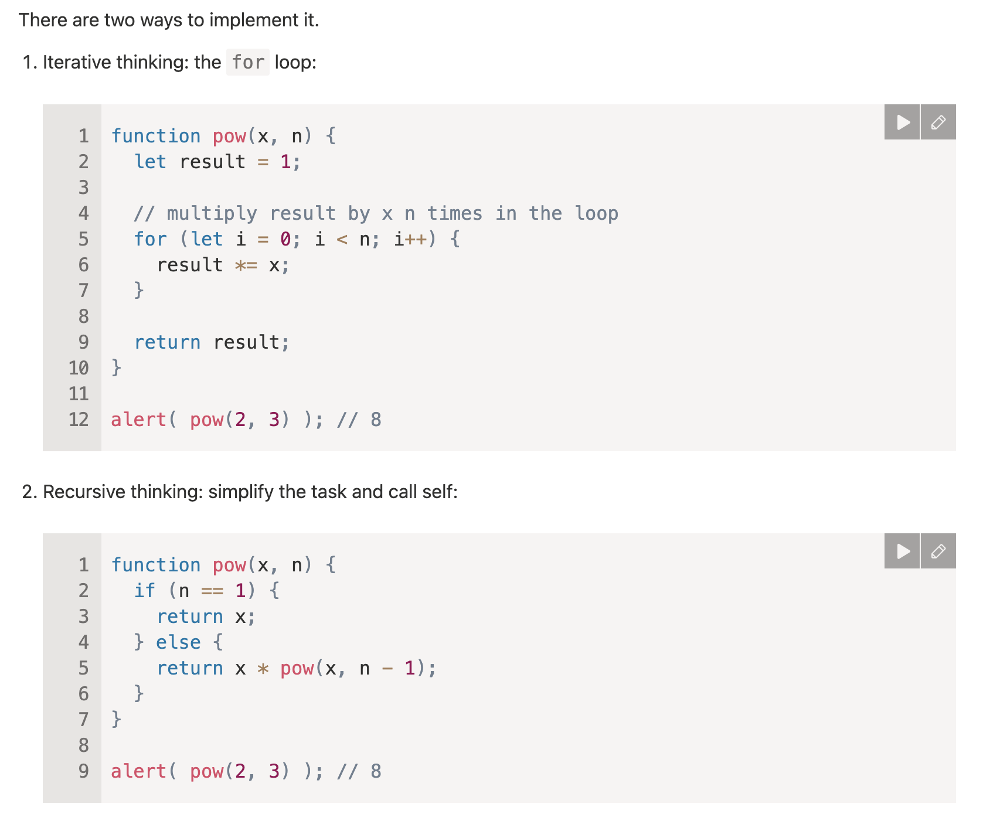 There are two ways to implement it.
1. Iterative thinking: the for loop:
1 function pow(x, n) {
2   let result = 1;
3
4   // multiply result by x n times in the loop
5   for (let i = 0; i < n; i++) {
6     result *= x;
7   }
8
9   return result;
10 }
11
12 alert( pow(2, 3) ); // 8
2. Recursive thinking: simplify the task and call self:
1 function pow(x, n) {
2   if (n == 1) {
3     return x;
4   } else {
5     return x * pow(x, n - 1);
6   }
7 }
8
9 alert( pow(2, 3) ); // 8